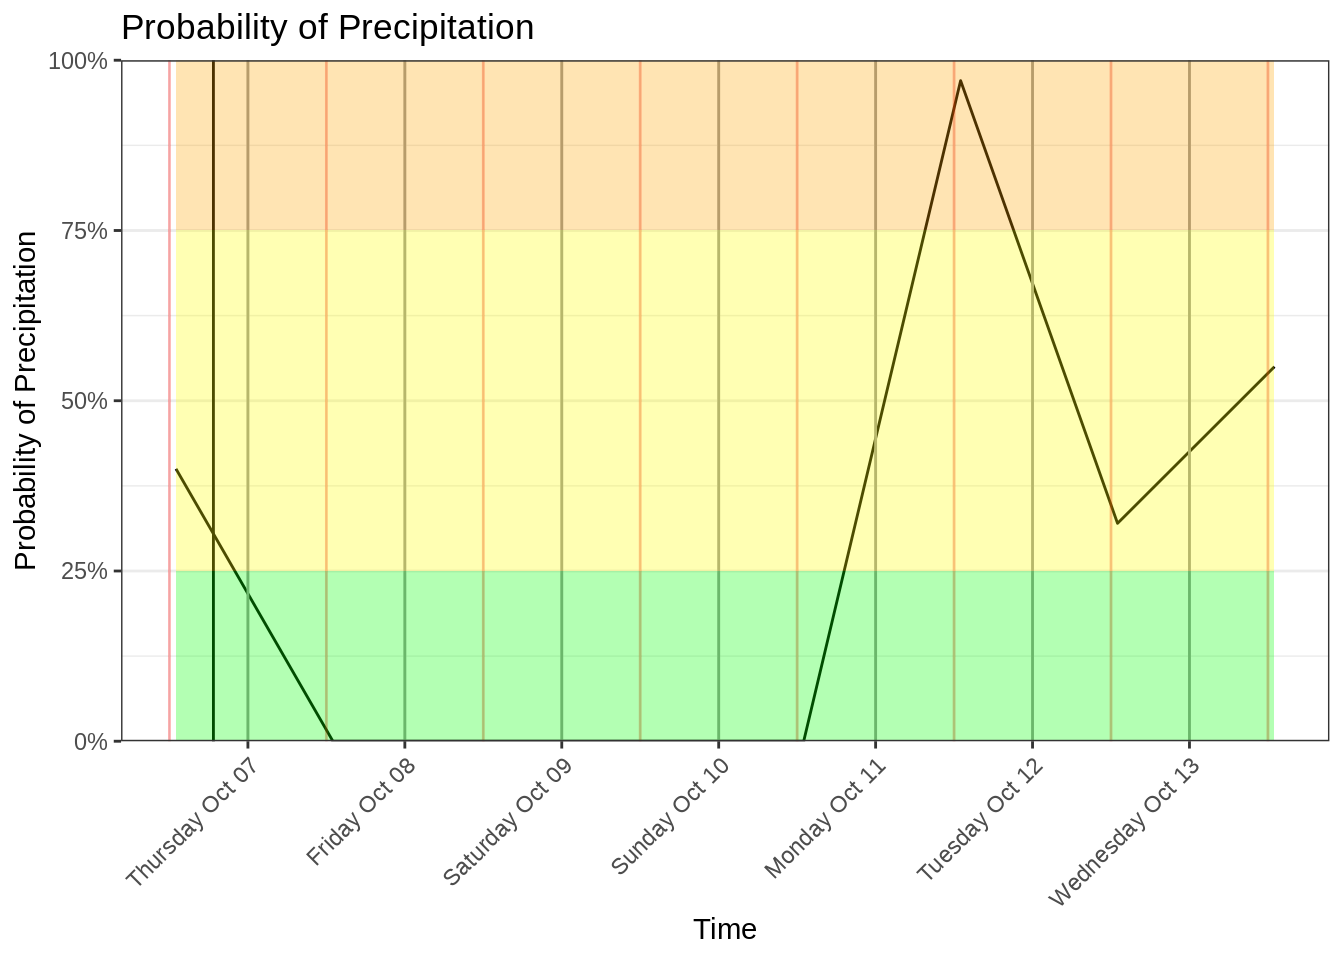 Probability of Precipitation
Probability of Precipitation
100%
75%
50%
25%
0%
Thursday Oct 07
Friday Oct 08
Saturday Oct 09
Sunday Oct 10
Monday Oct 11
Tuesday Oct 12
Wednesday Oct 13
Time